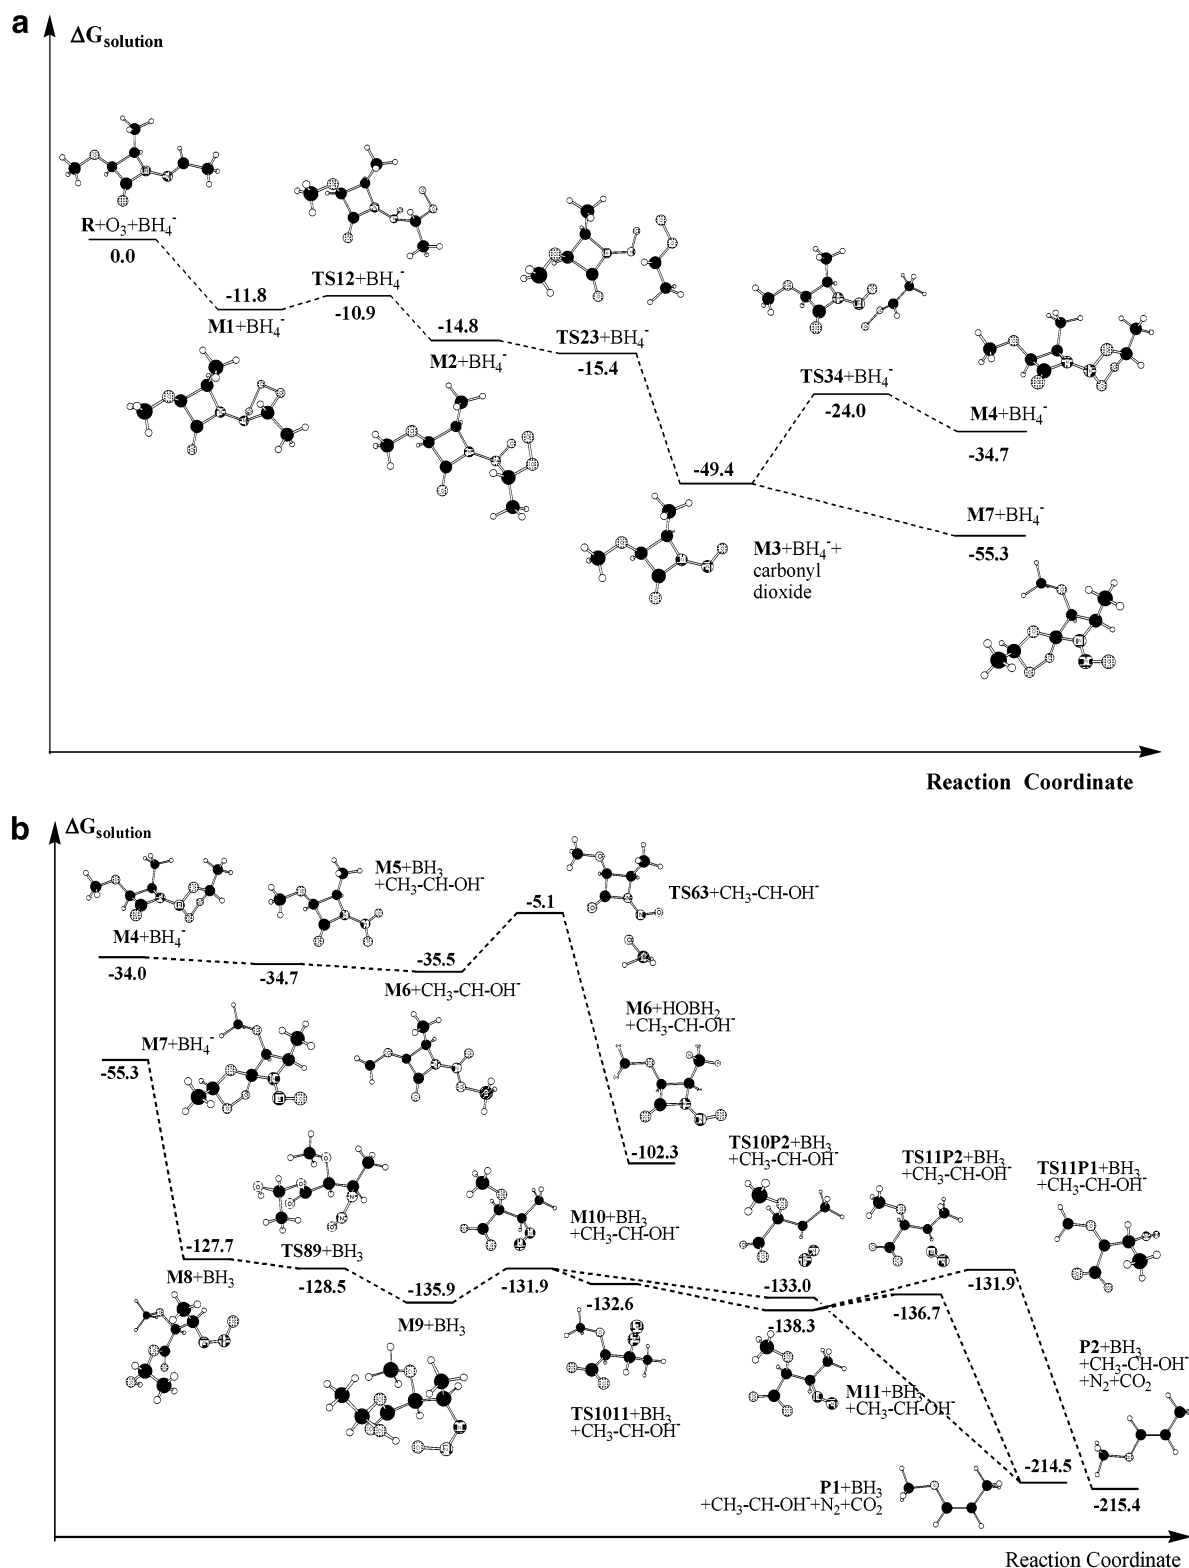 a
ΔGsolution
R+O3+BH4-
0.0
-11.8
M1+BH4-
TS12+BH4-
-10.9
-14.8
M2+BH4-
TS23+BH4-
-15.4
-49.4
M3+BH4-+
carbonyl
dioxide
TS34+BH4-
-24.0
M4+BH4-
-34.7
M7+BH4-
-55.3
Reaction Coordinate
b
ΔGsolution
M4+BH4-
-34.0
M5+BH3
+CH3-CH-OH-
-34.7
-35.5
M6+CH3-CH-OH-
-5.1
TS63+CH3-CH-OH-
M6+HOBH2
+CH3-CH-OH-
-102.3
M7+BH4-
-55.3
-127.7
M8+BH3
TS89+BH3
-128.5
-135.9
M9+BH3
-131.9
M10+BH3
+CH3-CH-OH-
-132.6
TS1011+BH3
+CH3-CH-OH-
TS10P2+BH3
+CH3-CH-OH-
-133.0
-138.3
M11+BH3
+CH3-CH-OH-
TS11P2+BH3
+CH3-CH-OH-
-136.7
TS11P1+BH3
+CH3-CH-OH-
-131.9
P2+BH3
+CH3-CH-OH-
+N2+CO2
-215.4
-214.5
P1+BH3
+CH3-CH-OH-+N2+CO2
Reaction Coordinate